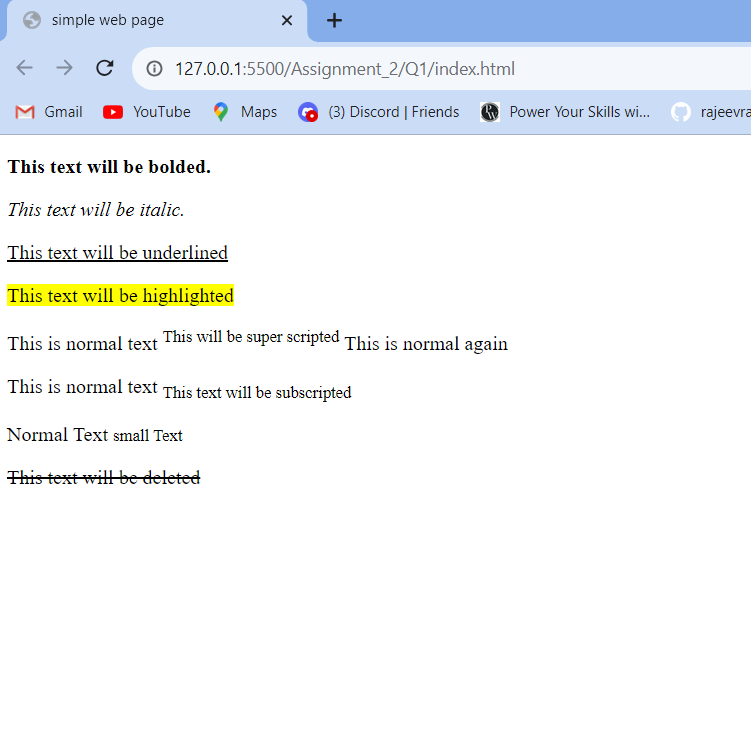 simple web page
127.0.0.1:5500/Assignment_2/Q1/index.html
Gmail YouTube Maps (3) Discord | Friends Power Your Skills wi... rajeevra
This text will be bolded.
This text will be italic.
This text will be underlined
This text will be highlighted
This is normal text This will be super scripted This is normal again
This is normal text This text will be subscripted
Normal Text small Text
This text will be deleted